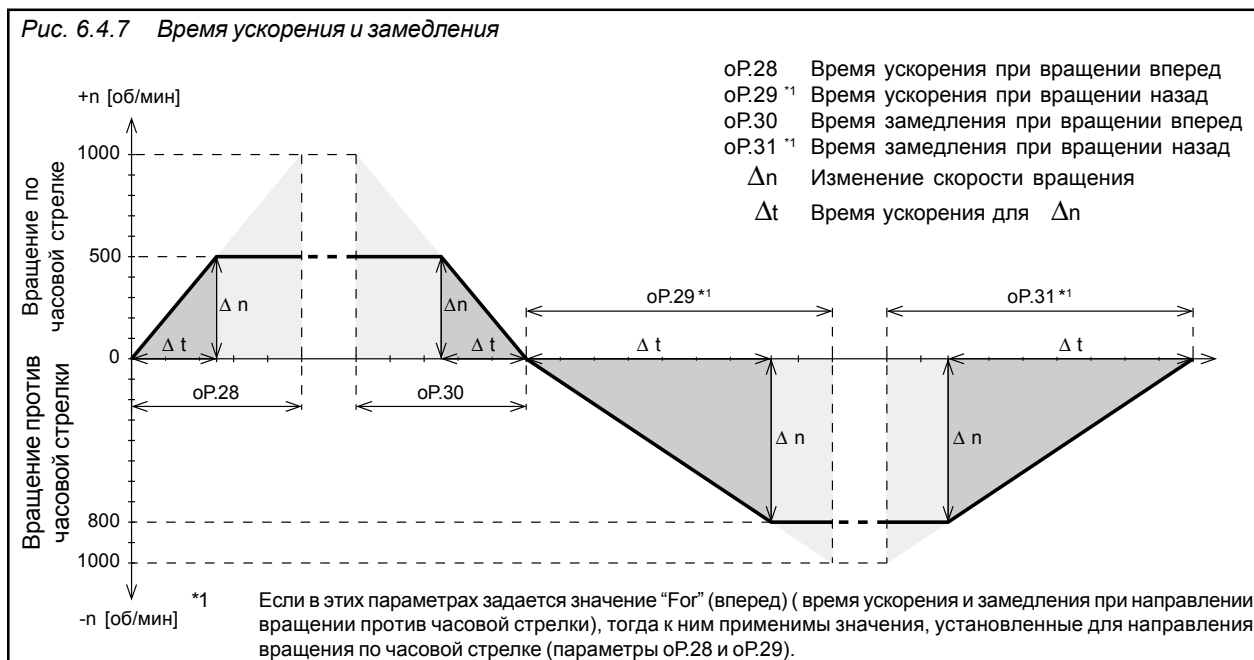 Рис. 6.4.7 Время ускорения и замедления
oP.28 Время ускорения при вращении вперед
oP.29 *1 Время ускорения при вращении назад
oP.30 Время замедления при вращении вперед
oP.31 *1 Время замедления при вращении назад
Δn Изменение скорости вращения
Δt Время ускорения для Δn
+n [об/мин]
Вращение по
часовой стрелке
1000
500
Δ n
Δn
oP.29 *1
oP.31 *1
Δ t
Δ t
Δ t
Δ t
0
oP.28
oP.30
Вращение против
часовой стрелки
Δ n
Δ n
800
1000
-n [об/мин]
*1 Если в этих параметрах задается значение “For” (вперед) ( время ускорения и замедления при направлении
вращении против часовой стрелки), тогда к ним применимы значения, установленные для направления
вращения по часовой стрелке (параметры oP.28 и oP.29).